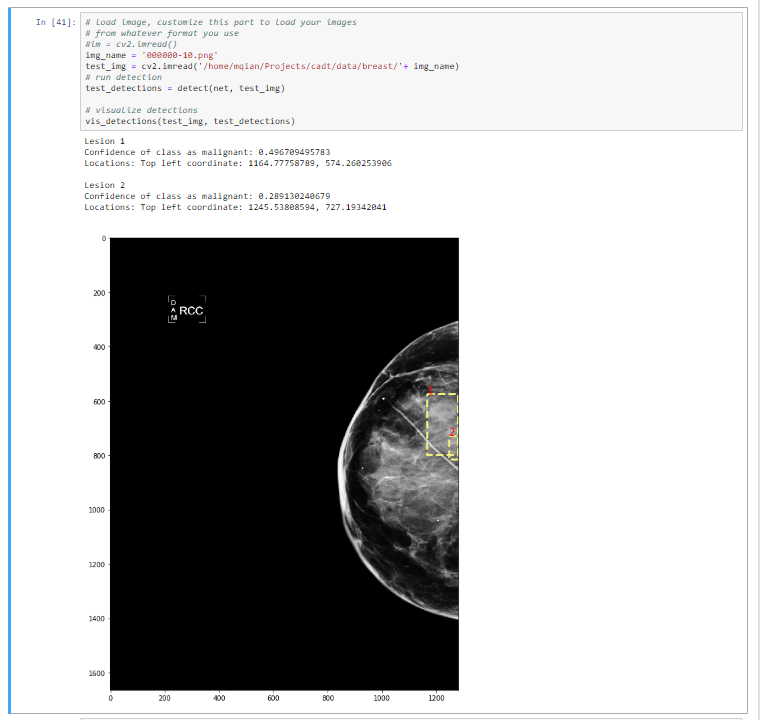 In [41]:
# Load image, customize this part to load your images
# from whatever format you use
#im = cv2.imread()
img_name = '000000-10.png'
test_img = cv2.imread('/home/mqian/Projects/cadt/data/breast/'+ img_name)
# run detection
test_detections = detect(net, test_img)
# visualize detections
vis_detections(test_img, test_detections)
Lesion 1
Confidence of class as malignant: 0.496709495783
Locations: Top left coordinate: 1164.77758789, 574.260253906
Lesion 2
Confidence of class as malignant: 0.289130240679
Locations: Top left coordinate: 1245.53808594, 727.19342041
0
200
D
A
M
RCC
400
1
600
2
800
1000
1200
1400
1600
0 200 400 600 800 1000 1200